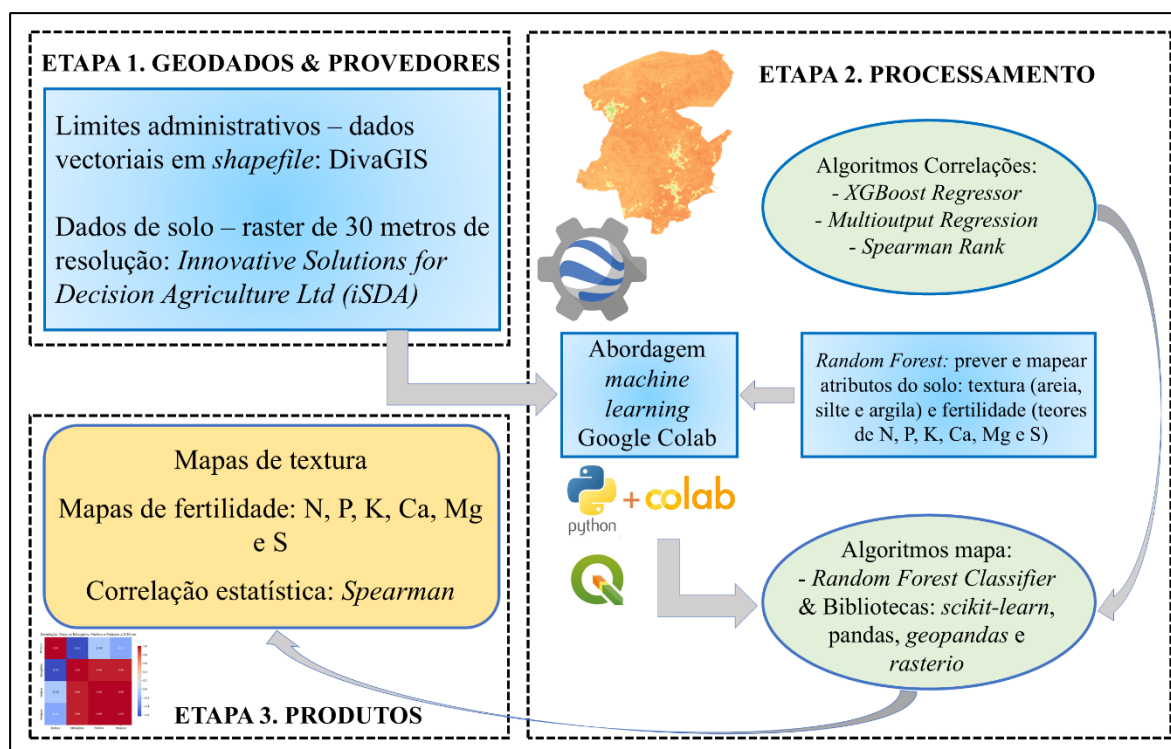 ETAPA 1. GEODADOS & PROVEDORES
Limites administrativos – dados
vectoriais em shapefile: DivaGIS
Dados de solo – raster de 30 metros de
resolução: Innovative Solutions for
Decision Agriculture Ltd (iSDA)
ETAPA 2. PROCESSAMENTO
Algoritmos Correlações:
- XGBoost Regressor
- Multioutput Regression
- Spearman Rank
Abordagem
machine
learning
Google Colab
Random Forest: prever e mapear
atributos do solo: textura (areia,
silte e argila) e fertilidade (teores
de N, P, K, Ca, Mg e S)
python
+ colab
Algoritmos mapa:
- Random Forest Classifier
& Bibliotecas: scikit-learn,
pandas, geopandas e
rasterio
Mapas de textura
Mapas de fertilidade: N, P, K, Ca, Mg
e S
Correlação estatística: Spearman
ETAPA 3. PRODUTOS